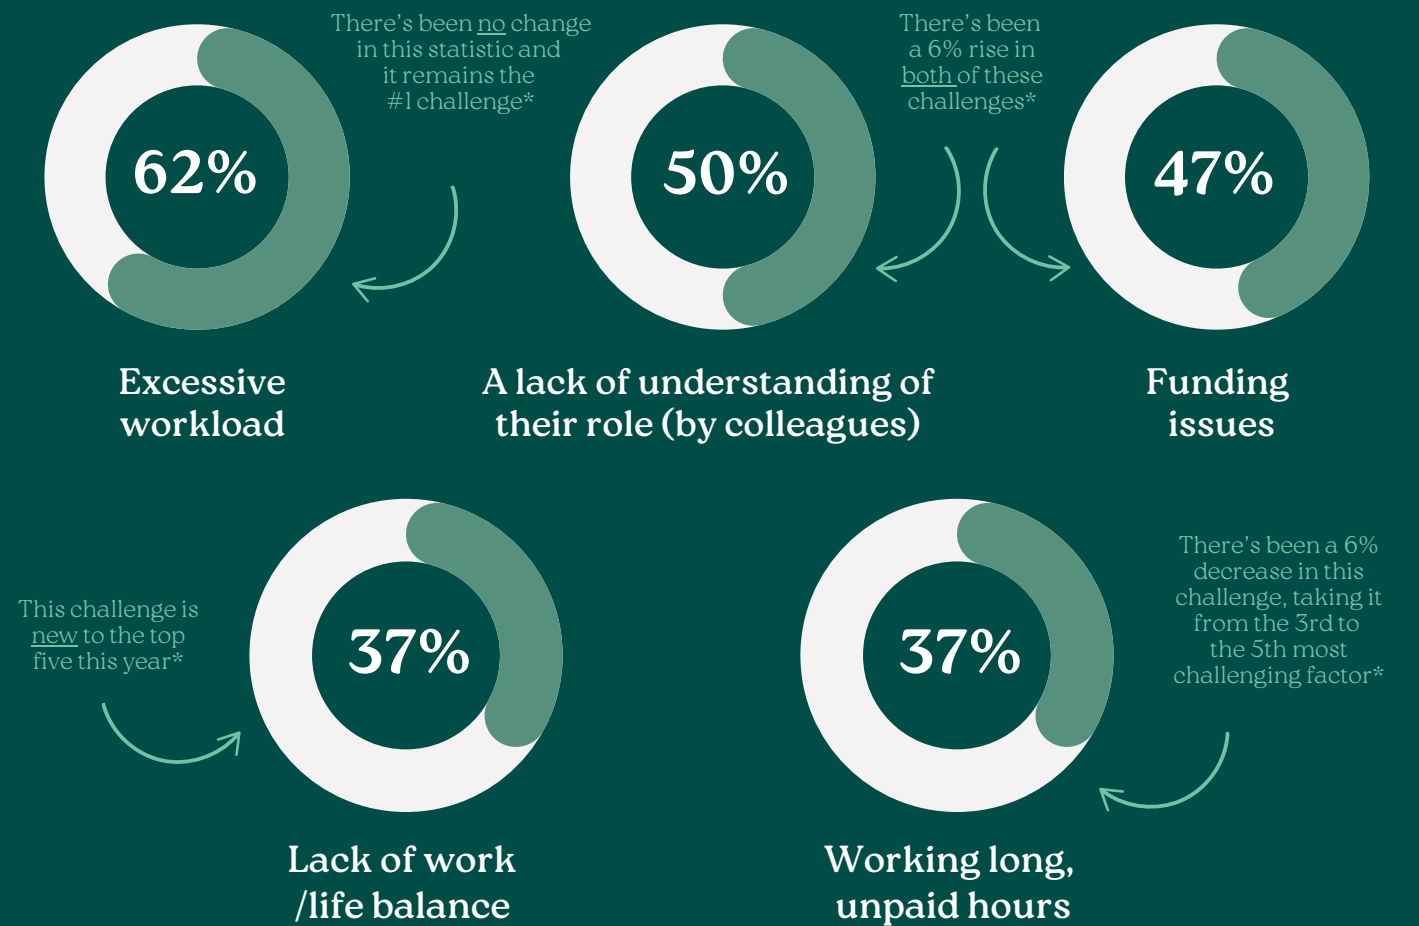 There's been no change
in this statistic and
it remains the
#1 challenge*
62%
Excessive
workload
There's been
a 6% rise in
both of these
challenges*
50%
A lack of understanding of
their role (by colleagues)
47%
Funding
issues
This challenge is
new to the top
five this year*
37%
Lack of work
/life balance
37%
Working long,
unpaid hours
There's been a 6%
decrease in this
challenge, taking it
from the 3rd to
the 5th most
challenging factor*